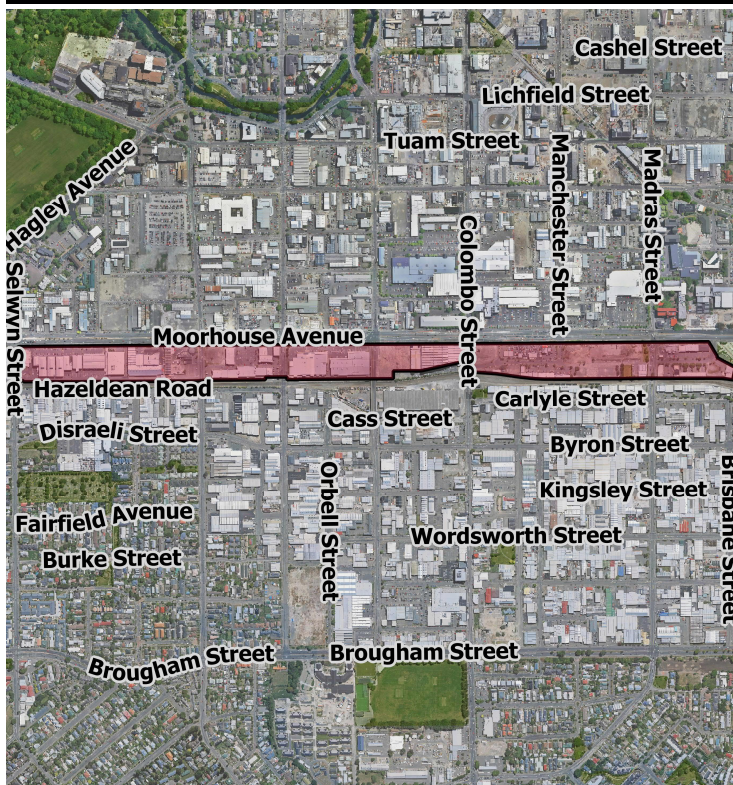 Cashel Street
Lichfield Street
Tuam Street
Hagley Avenue
Manchester Street
Madras Street
Colombo Street
Selwyn Street
Moorhouse Avenue
Hazeldean Road
Carlyle Street
Cass Street
Disraeli Street
Byron Street
Brisbane Street
Orbell Street
Kingsley Street
Fairfield Avenue
Wordsworth Street
Burke Street
Brougham Street
Brougham Street